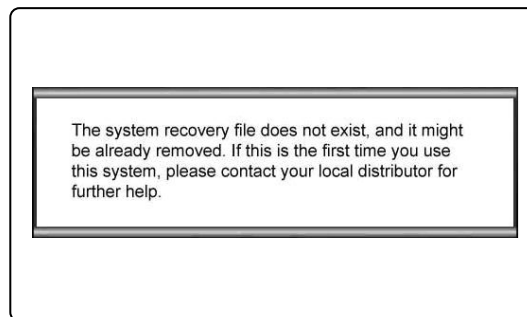 The system recovery file does not exist, and it might
be already removed. If this is the first time you use
this system, please contact your local distributor for
further help.